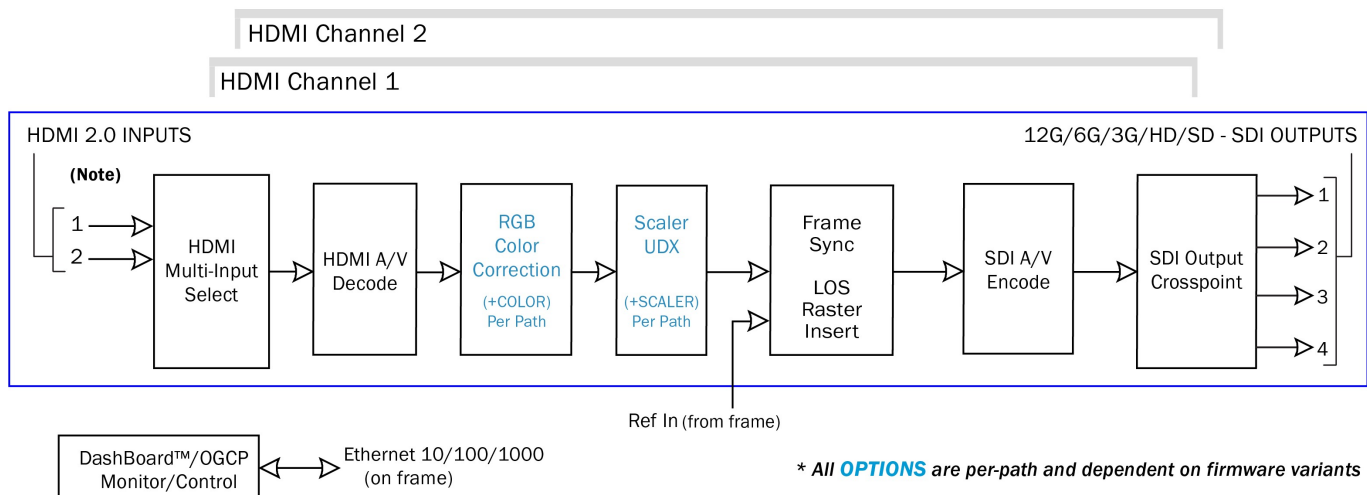 HDMI Channel 2
HDMI Channel 1
HDMI 2.0 INPUTS
12G/6G/3G/HD/SD - SDI OUTPUTS
(Note)
1
2
HDMI
Multi-Input
Select
HDMI A/V
Decode
RGB
Color
Correction
(+COLOR)
Per Path
Scaler
UDX
(+SCALER)
Per Path
Frame
Sync
LOS
Raster
Insert
SDI A/V
Encode
SDI Output
Crosspoint
1
2
3
4
Ref In (from frame)
DashBoard™/OGCP
Monitor/Control
Ethernet 10/100/1000
(on frame)
* All OPTIONS are per-path and dependent on firmware variants